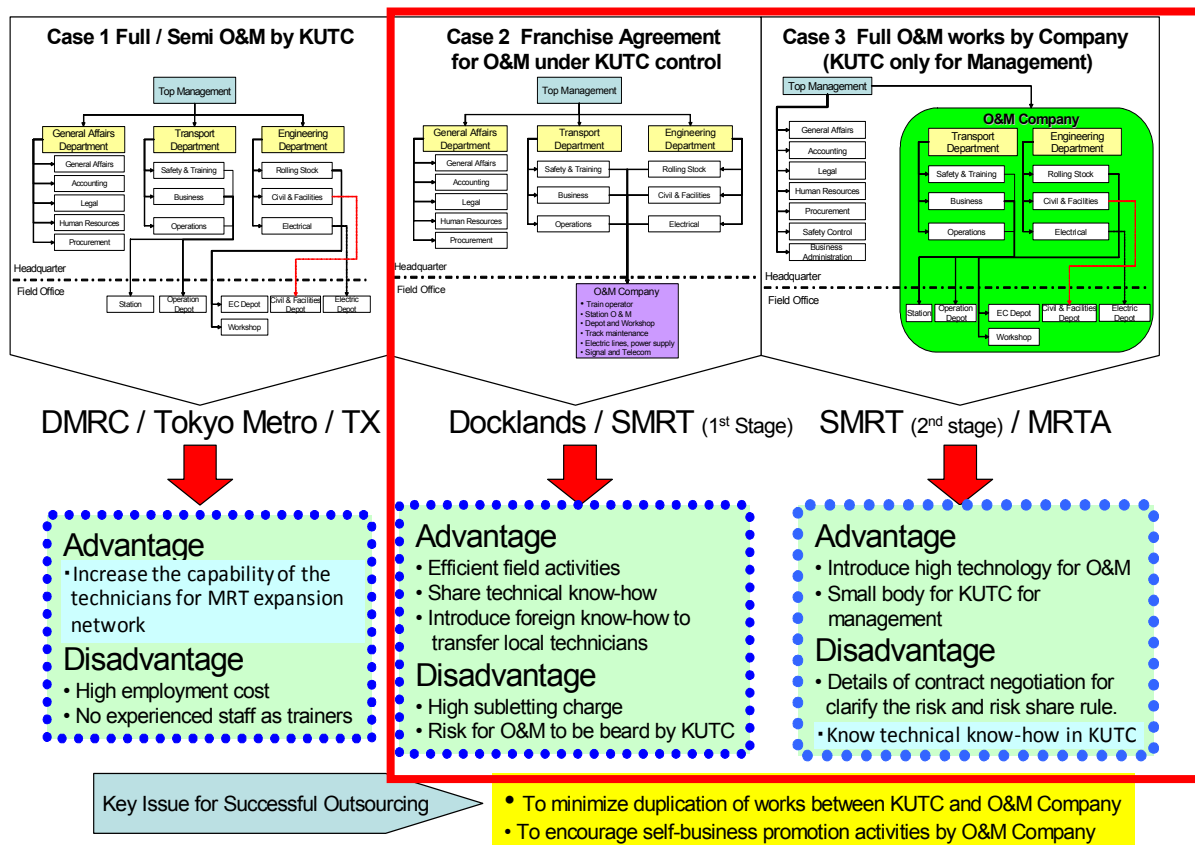 Case 1 Full / Semi O&M by KUTC
Top Management
General Affairs
Department
Transport
Department
Engineering
Department
General Affairs
Accounting
Legal
Human Resources
Procurement
Safety & Training
Business
Operations
Rolling Stock
Civil & Facilities
Electrical
Headquarter
Field Office
Station
Operation
Depot
EC Depot
Workshop
Civil & Facilities
Depot
Electric
Depot
Case 2 Franchise Agreement
for O&M under KUTC control
Top Management
General Affairs
Department
Transport
Department
Engineering
Department
General Affairs
Accounting
Legal
Human Resources
Procurement
Safety & Training
Business
Operations
Rolling Stock
Civil & Facilities
Electrical
Headquarter
Field Office
O&M Company
• Train operator
• Station O & M
• Depot and Workshop
• Track maintenance
• Electric lines, power supply
• Signal and Telecom
Case 3 Full O&M works by Company
(KUTC only for Management)
Top Management
General Affairs
Accounting
Legal
Human Resources
Procurement
Safety Control
Business
Administration
O&M Company
Transport
Department
Engineering
Department
Safety & Training
Business
Operations
Rolling Stock
Civil & Facilities
Electrical
Headquarter
Field Office
Station
Operation
Depot
EC Depot
Workshop
Civil & Facilities
Depot
Electric
Depot
DMRC / Tokyo Metro / TX
Docklands / SMRT (1st Stage)
SMRT (2nd stage) / MRTA
Advantage
・Increase the capability of the
technicians for MRT expansion
network
Disadvantage
• High employment cost
• No experienced staff as trainers
Advantage
• Efficient field activities
• Share technical know-how
• Introduce foreign know-how to
transfer local technicians
Disadvantage
• High subletting charge
• Risk for O&M to be beard by KUTC
Advantage
• Introduce high technology for O&M
• Small body for KUTC for
management
Disadvantage
• Details of contract negotiation for
clarify the risk and risk share rule.
・Know technical know-how in KUTC
Key Issue for Successful Outsourcing
• To minimize duplication of works between KUTC and O&M Company
• To encourage self-business promotion activities by O&M Company